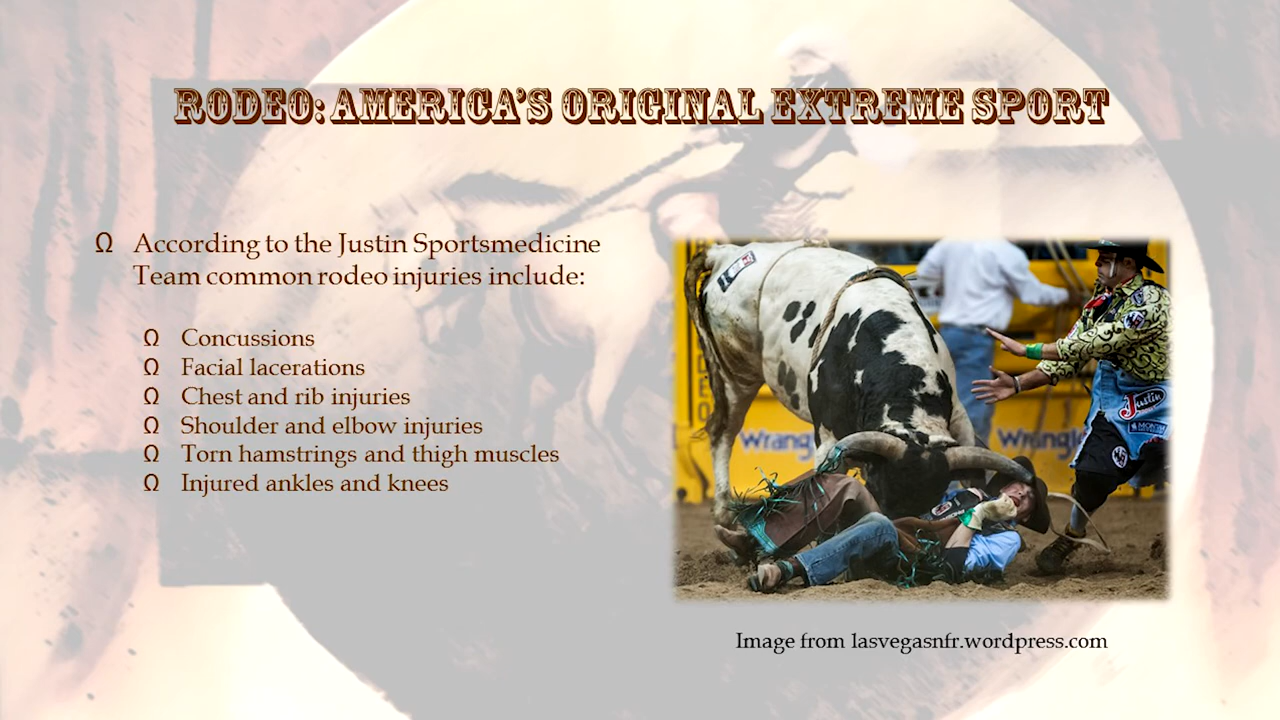 RODEO: AMERICA'S ORIGINAL EXTREME SPORT
Ω According to the Justin Sportsmedicine
Team common rodeo injuries include:
Ω Concussions
Ω Facial lacerations
Ω Chest and rib injuries
Ω Shoulder and elbow injuries
Ω Torn hamstrings and thigh muscles
Ω Injured ankles and knees
Wrang
Wrangle
Justin
Image from lasvegasnfr.wordpress.com